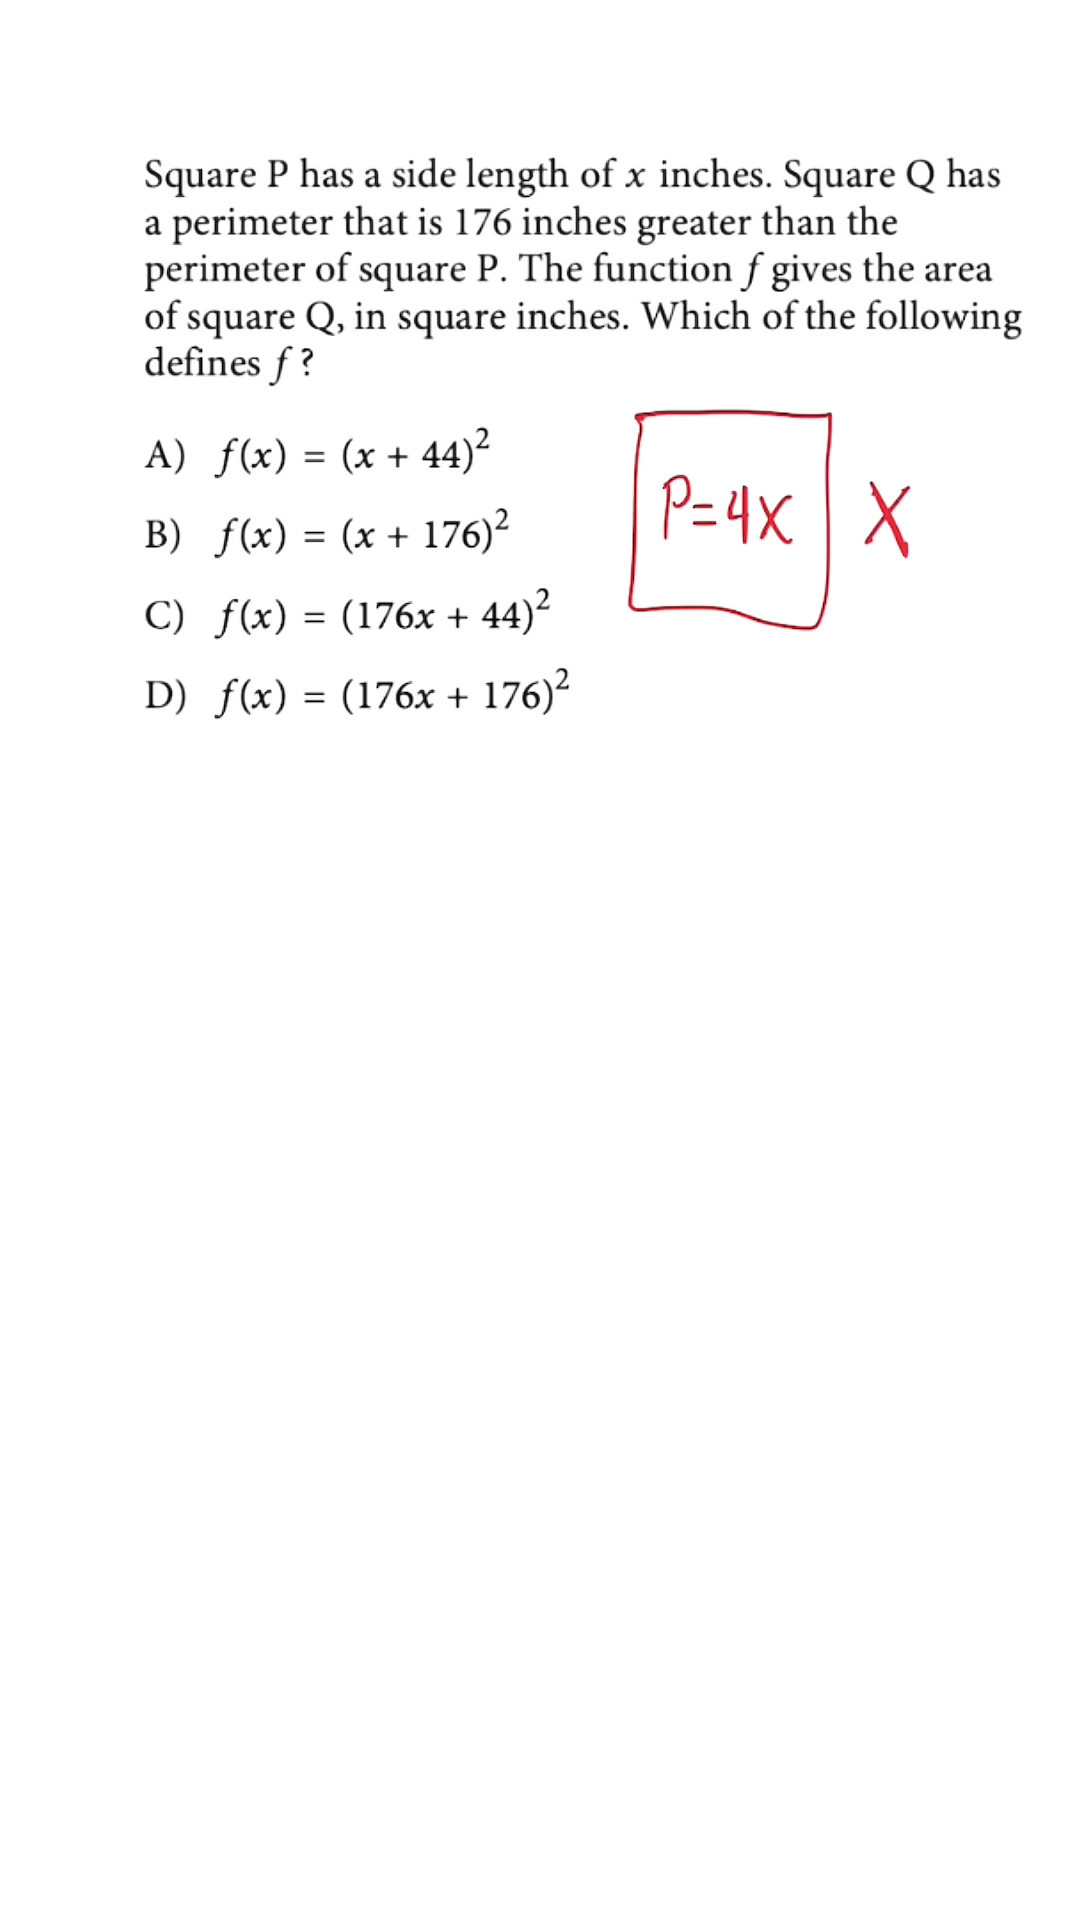 Square P has a side length of x inches. Square Q has
a perimeter that is 176 inches greater than the
perimeter of square P. The function f gives the area
of square Q, in square inches. Which of the following
defines f ?
A) f(x) = (x + 44)²
B) f(x) = (x + 176)²
C) f(x) = (176x + 44)²
D) f(x) = (176x + 176)²
P=4X
X